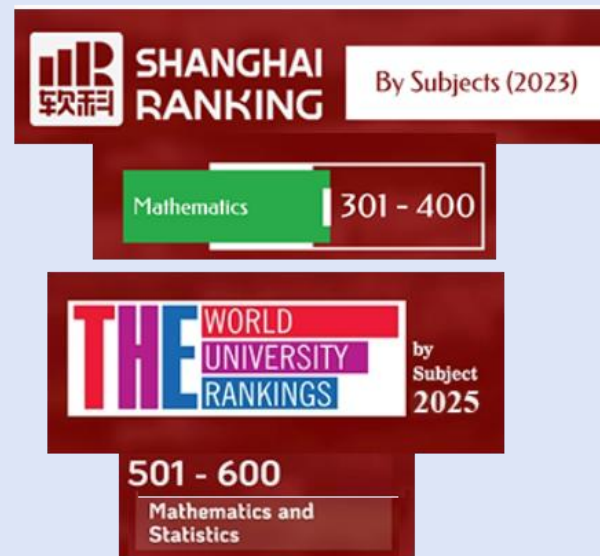 SHANGHAI
RANKING
软科
By Subjects (2023)
Mathematics
301 - 400
THE
WORLD
UNIVERSITY
RANKINGS
by
Subject
2025
501 - 600
Mathematics and
Statistics